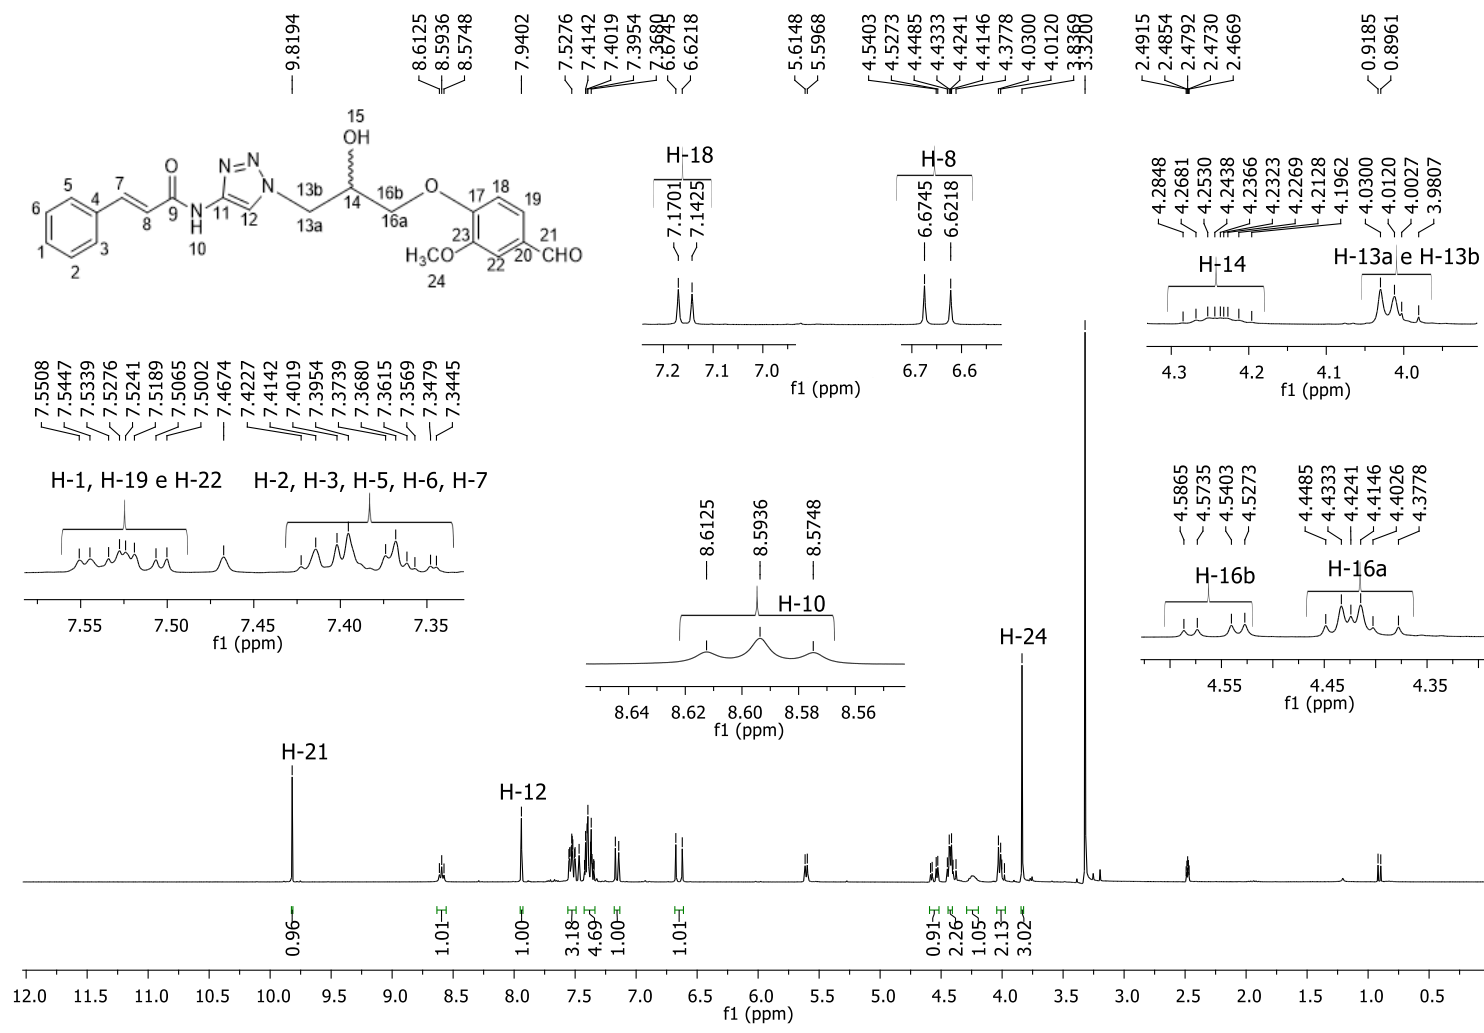 9.8194
8.6125
8.5936
8.5748
7.9402
7.5276
7.4142
7.4019
7.3954
7.3680
6.6745
6.6218
5.6148
5.5968
4.5403
4.5273
4.4485
4.4333
4.4241
4.4146
4.3778
4.0300
4.0120
3.8369
3.3200
2.4915
2.4854
2.4792
2.4730
2.4669
0.9185
0.8961
15
OH
O
N
N
N
5
7
4
6
8
9
N
H
10
1
3
2
11
12
13b
13a
14
16b
16a
O
17
18
19
23
20
21
22
CHO
O
H₃C
24
H-18
7.1701
7.1425
7.2 7.1 7.0
H-8
6.6745
6.6218
6.7 6.6
f1 (ppm)
4.2848
4.2681
4.2530
4.2438
4.2366
4.2323
4.2269
4.2128
4.1962
4.0300
4.0120
4.0027
3.9807
H-14
H-13a e H-13b
4.3 4.2 4.1 4.0
f1 (ppm)
7.5508
7.5447
7.5339
7.5276
7.5241
7.5189
7.5065
7.5002
7.4674
7.4227
7.4142
7.4019
7.3954
7.3739
7.3680
7.3615
7.3569
7.3479
7.3445
H-1, H-19 e H-22
H-2, H-3, H-5, H-6, H-7
7.55 7.50 7.45 7.40 7.35
f1 (ppm)
8.6125
8.5936
8.5748
H-10
8.64 8.62 8.60 8.58 8.56
f1 (ppm)
4.5865
4.5735
4.5403
4.5273
4.4485
4.4333
4.4241
4.4146
4.4026
4.3778
H-16b
H-16a
4.55 4.45 4.35
f1 (ppm)
H-24
H-21
H-12
0.96
1.01
1.00
3.18
4.69
1.00
1.01
0.91
2.26
1.05
2.13
3.02
12.0 11.5 11.0 10.5 10.0 9.5 9.0 8.5 8.0 7.5 7.0 6.5 6.0 5.5 5.0 4.5 4.0 3.5 3.0 2.5 2.0 1.5 1.0 0.5
f1 (ppm)